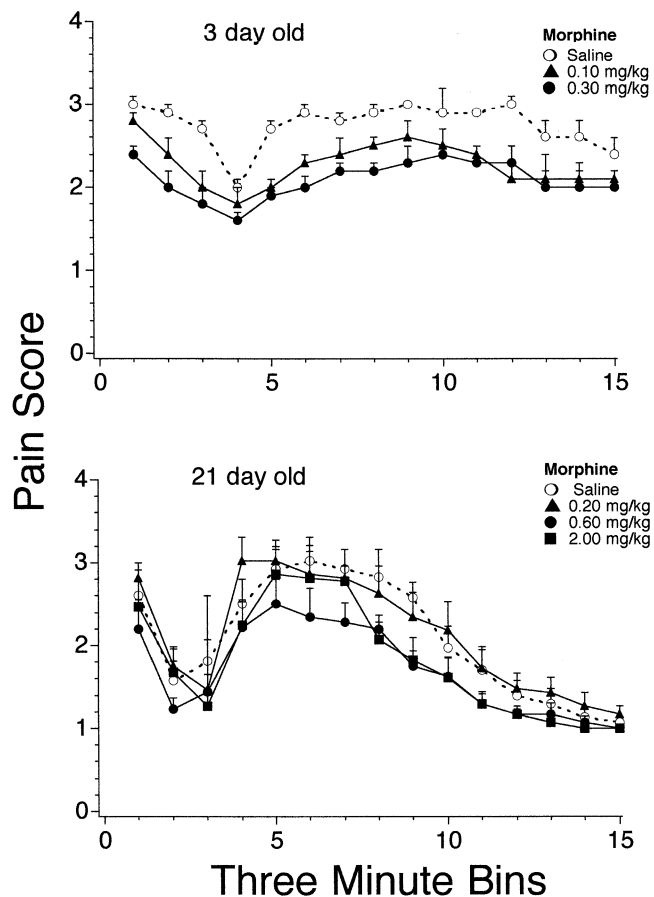 3 day old
Morphine
Saline
0.10 mg/kg
0.30 mg/kg
4
3
2
1
0
0 5 10 15
Pain Score
21 day old
Morphine
Saline
0.20 mg/kg
0.60 mg/kg
2.00 mg/kg
4
3
2
1
0
0 5 10 15
Three Minute Bins